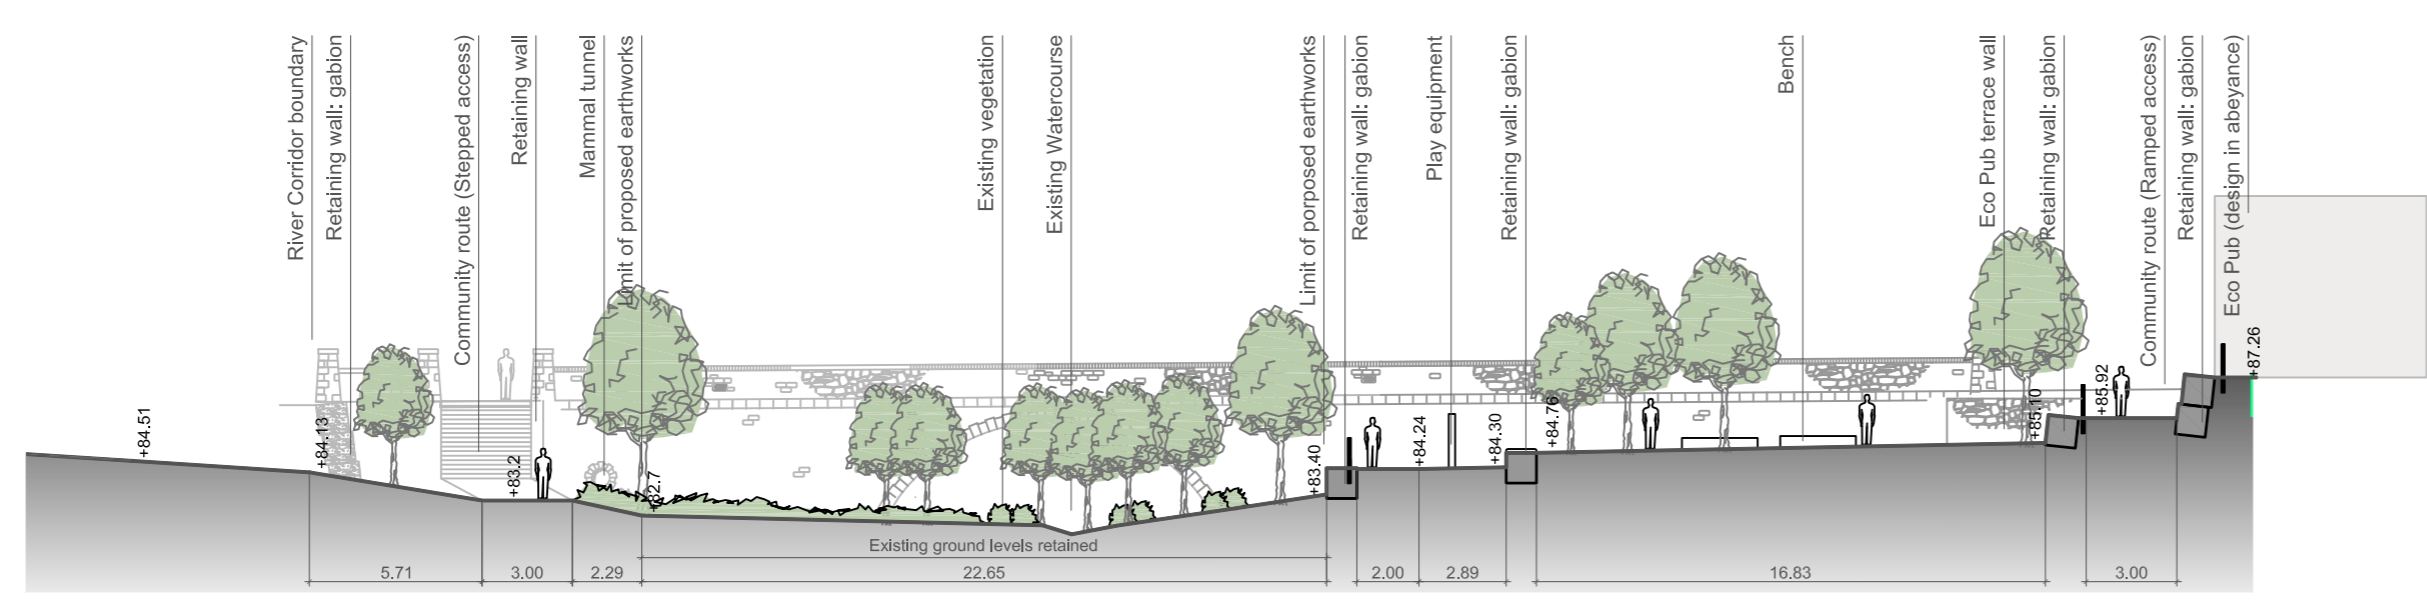 River Corridor boundary
Retaining wall: gabion
Community route (Stepped access)
Retaining wall
Mammal tunnel
Limit of proposed earthworks
Existing vegetation
Existing Watercourse
Limit of porposed earthworks
Retaining wall: gabion
Play equipment
Retaining wall: gabion
Bench
Eco Pub terrace wall
Retaining wall: gabion
Community route (Ramped access)
Retaining wall: gabion
Eco Pub (design in abeyance)
+84.51
+84.13
+83.2
+82.7
+83.40
+84.24
+84.30
+84.76
+85.10
+85.92
+87.26
Existing ground levels retained
5.71
3.00
2.29
22.65
2.00
2.89
16.83
3.00